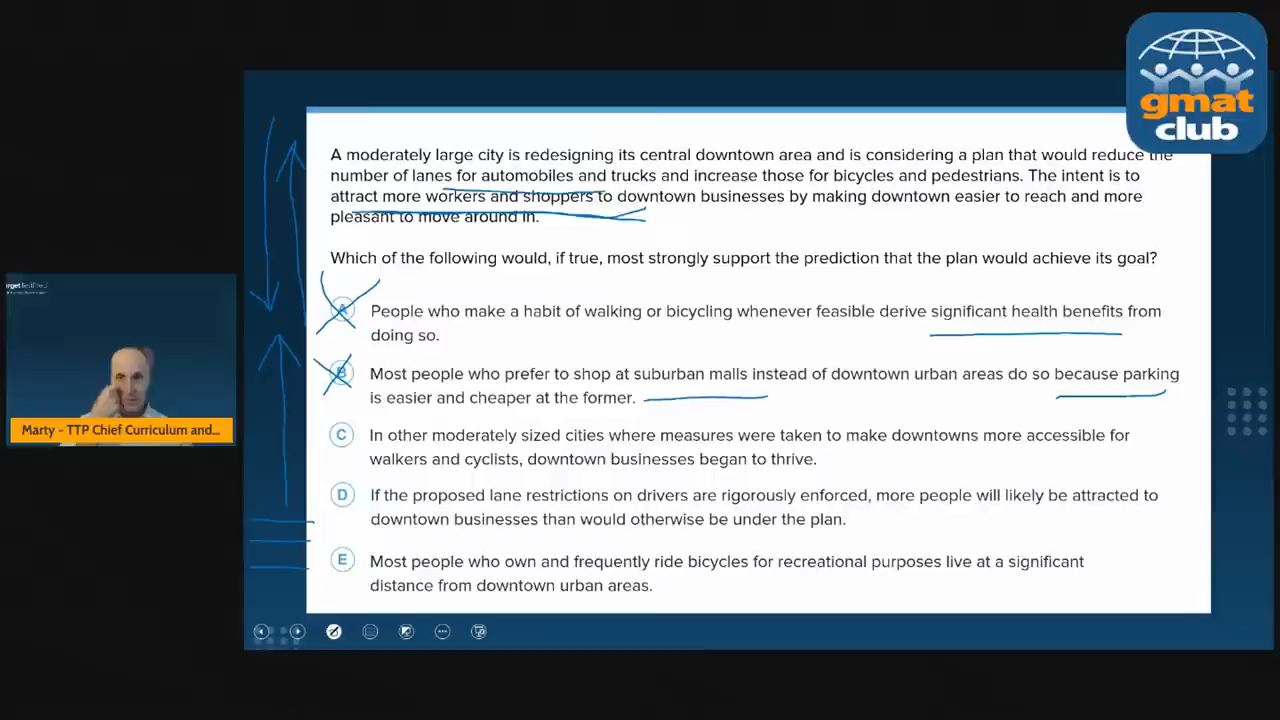 gmat
club
A moderately large city is redesigning its central downtown area and is considering a plan that would reduce the
number of lanes for automobiles and trucks and increase those for bicycles and pedestrians. The intent is to
attract more workers and shoppers to downtown businesses by making downtown easier to reach and more
pleasant to move around in.
Which of the following would, if true, most strongly support the prediction that the plan would achieve its goal?
A People who make a habit of walking or bicycling whenever feasible derive significant health benefits from
doing so.
B Most people who prefer to shop at suburban malls instead of downtown urban areas do so because parking
is easier and cheaper at the former.
C In other moderately sized cities where measures were taken to make downtowns more accessible for
walkers and cyclists, downtown businesses began to thrive.
D If the proposed lane restrictions on drivers are rigorously enforced, more people will likely be attracted to
downtown businesses than would otherwise be under the plan.
E Most people who own and frequently ride bicycles for recreational purposes live at a significant
distance from downtown urban areas.
Marty - TTP Chief Curriculum and...